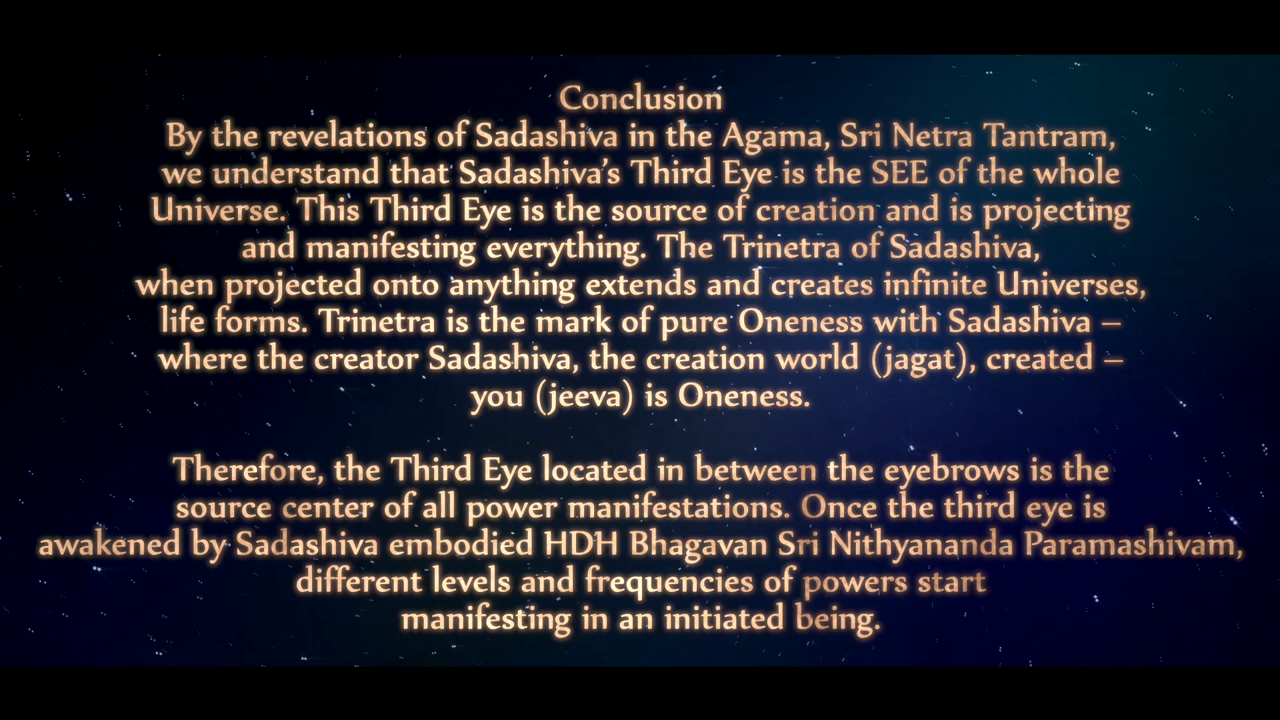 Conclusion
By the revelations of Sadashiva in the Agama, Sri Netra Tantram,
we understand that Sadashiva's Third Eye is the SEE of the whole
Universe. This Third Eye is the source of creation and is projecting
and manifesting everything. The Trinetra of Sadashiva,
when projected onto anything extends and creates infinite Universes,
life forms. Trinetra is the mark of pure Oneness with Sadashiva –
where the creator Sadashiva, the creation world (jagat), created –
you (jeeva) is Oneness.
Therefore, the Third Eye located in between the eyebrows is the
source center of all power manifestations. Once the third eye is
awakened by Sadashiva embodied HDH Bhagavan Sri Nithyananda Paramashivam,
different levels and frequencies of powers start
manifesting in an initiated being.